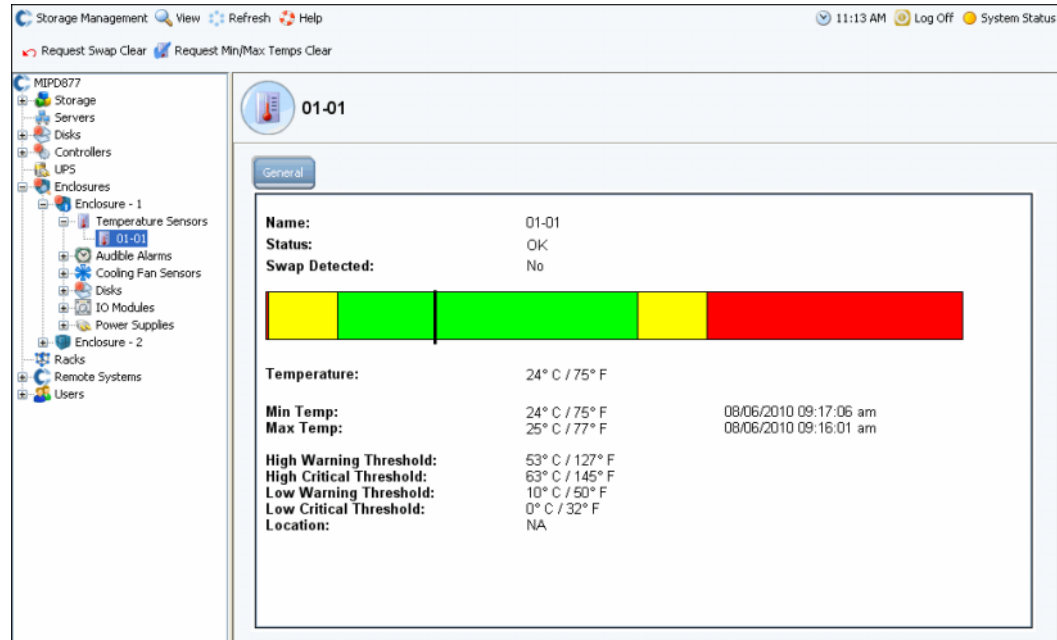 Storage Management View Refresh Help 11:13 AM Log Off System Status
Request Swap Clear Request Min/Max Temps Clear
MIPD877
Storage
Servers
Disks
Controllers
UPS
Enclosures
Enclosure - 1
Temperature Sensors
01-01
Audible Alarms
Cooling Fan Sensors
Disks
IO Modules
Power Supplies
Enclosure - 2
Racks
Remote Systems
Users
01-01
General
Name: 01-01
Status: OK
Swap Detected: No
Temperature: 24° C / 75° F
Min Temp: 24° C / 75° F 08/06/2010 09:17:06 am
Max Temp: 25° C / 77° F 08/06/2010 09:16:01 am
High Warning Threshold: 53° C / 127° F
High Critical Threshold: 63° C / 145° F
Low Warning Threshold: 10° C / 50° F
Low Critical Threshold: 0° C / 32° F
Location: NA